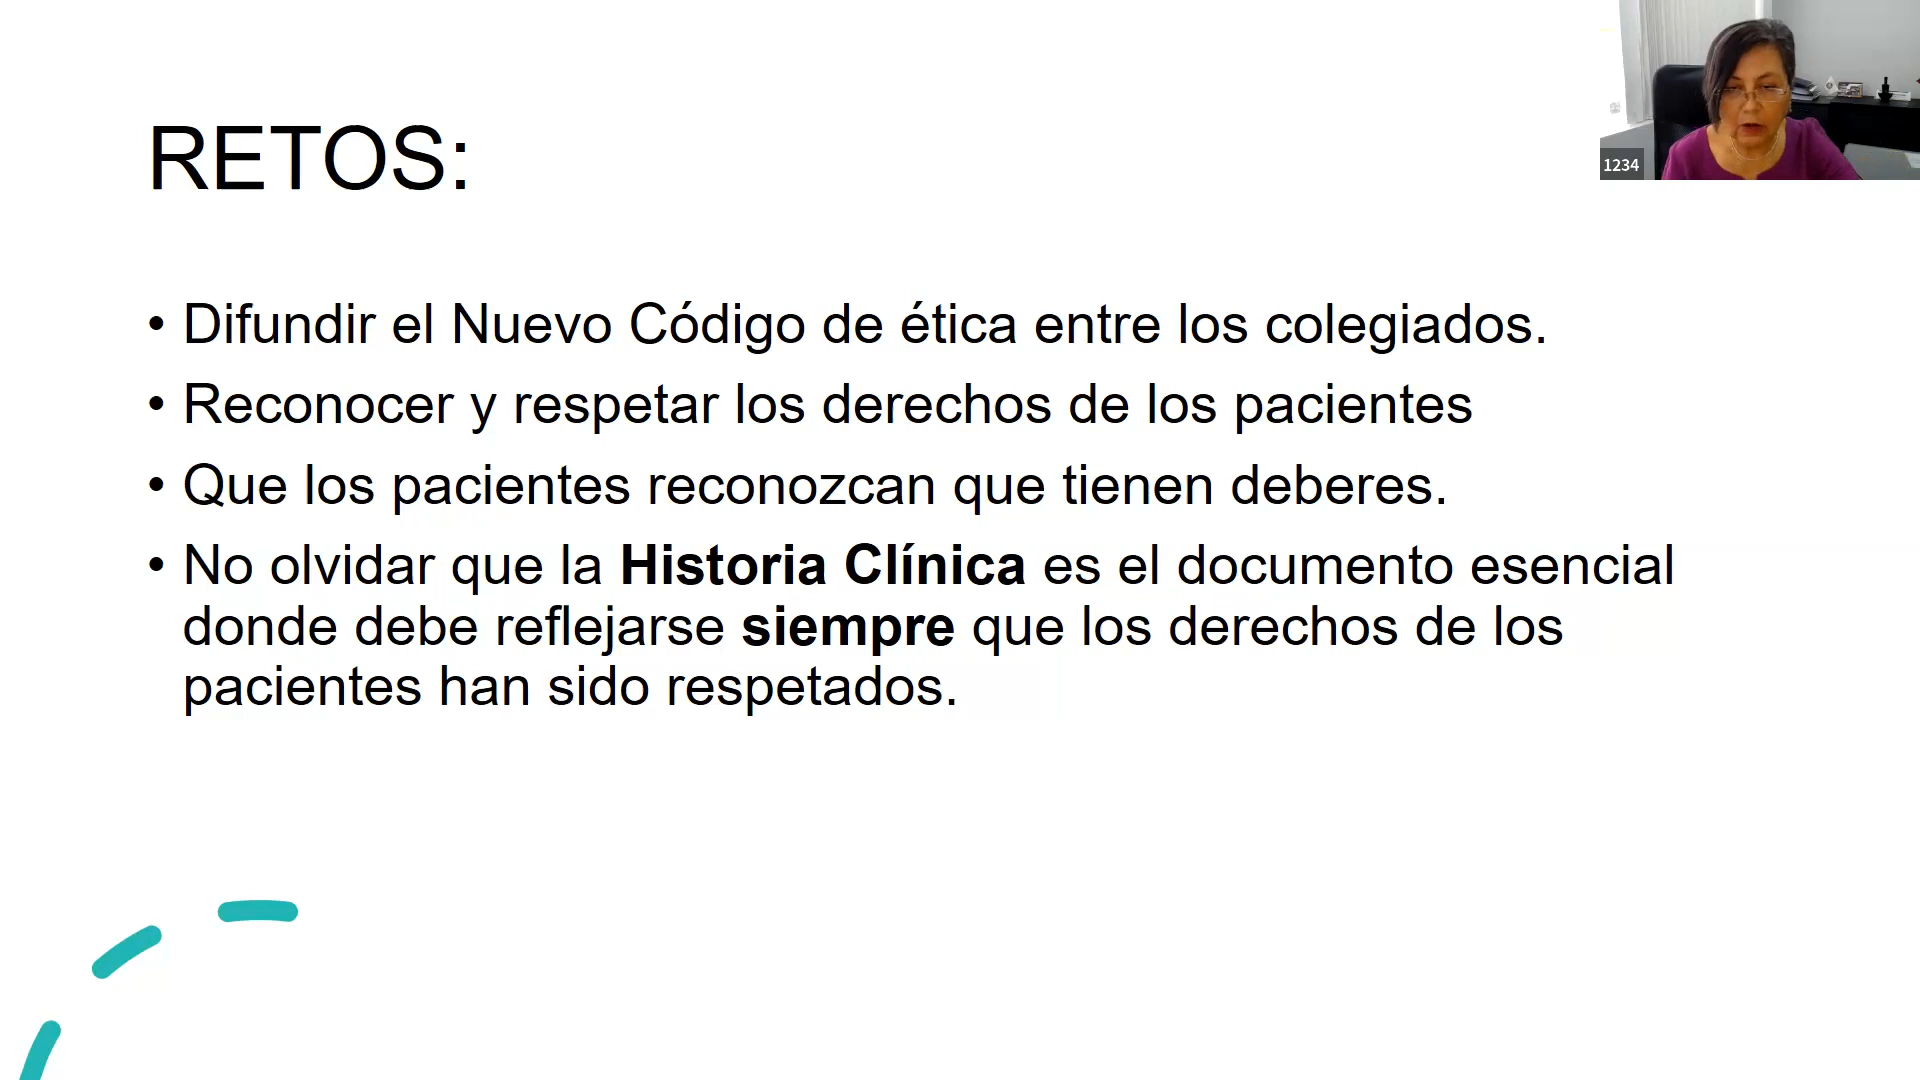 RETOS:
• Difundir el Nuevo Código de ética entre los colegiados.
• Reconocer y respetar los derechos de los pacientes
• Que los pacientes reconozcan que tienen deberes.
• No olvidar que la Historia Clínica es el documento esencial
donde debe reflejarse siempre que los derechos de los
pacientes han sido respetados.
1234